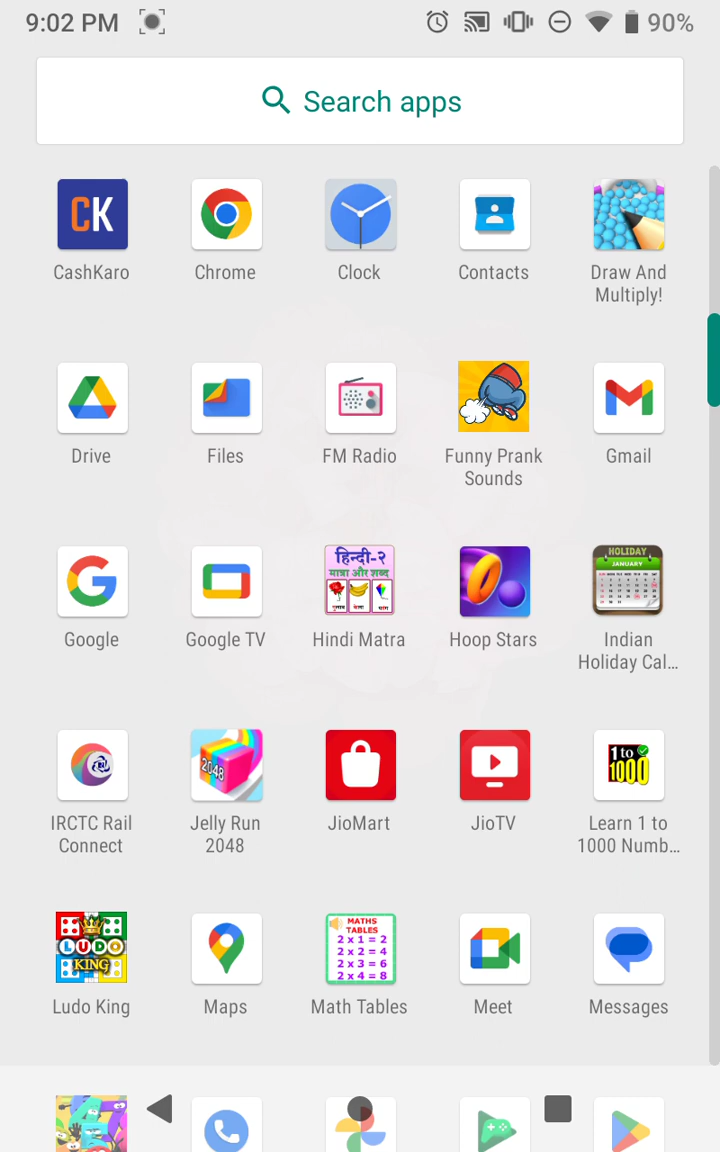 9:02 PM
90%
Search apps
CK
CashKaro
Chrome
Clock
Contacts
Draw And
Multiply!
Drive
Files
FM Radio
Funny Prank
Sounds
Gmail
हिन्दी-२
मात्रा और शब्द
HOLIDAY
JANUARY
Google
Google TV
Hindi Matra
Hoop Stars
Indian
Holiday Cal…
2048
1 to
1000
IRCTC Rail
Connect
Jelly Run
2048
JioMart
JioTV
Learn 1 to
1000 Numb…
LUDO
KING
MATHS
TABLES
2 x 1 = 2
2 x 2 = 4
2 x 3 = 6
2 x 4 = 8
Ludo King
Maps
Math Tables
Meet
Messages